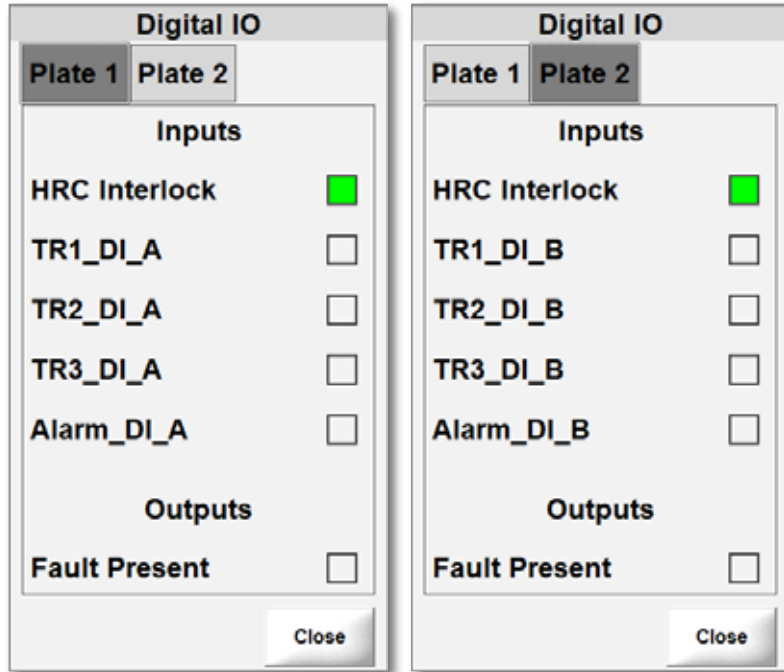 Digital IO
Plate 1 Plate 2
Inputs
HRC Interlock
TR1_DI_A
TR2_DI_A
TR3_DI_A
Alarm_DI_A
Outputs
Fault Present
Close
Digital IO
Plate 1 Plate 2
Inputs
HRC Interlock
TR1_DI_B
TR2_DI_B
TR3_DI_B
Alarm_DI_B
Outputs
Fault Present
Close